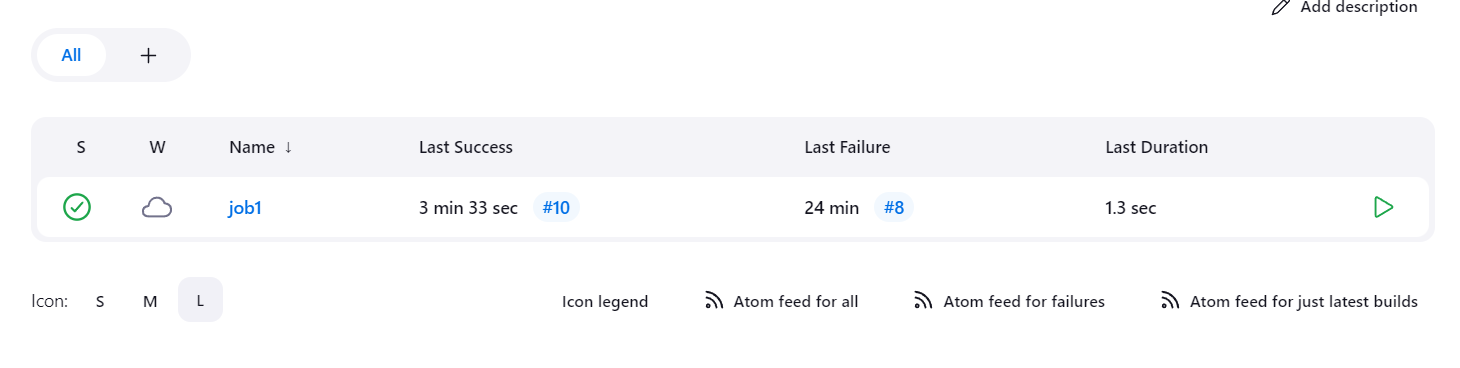 Add description
All +
S W Name ↓ Last Success Last Failure Last Duration
job1 3 min 33 sec #10 24 min #8 1.3 sec
Icon: S M L Icon legend Atom feed for all Atom feed for failures Atom feed for just latest builds